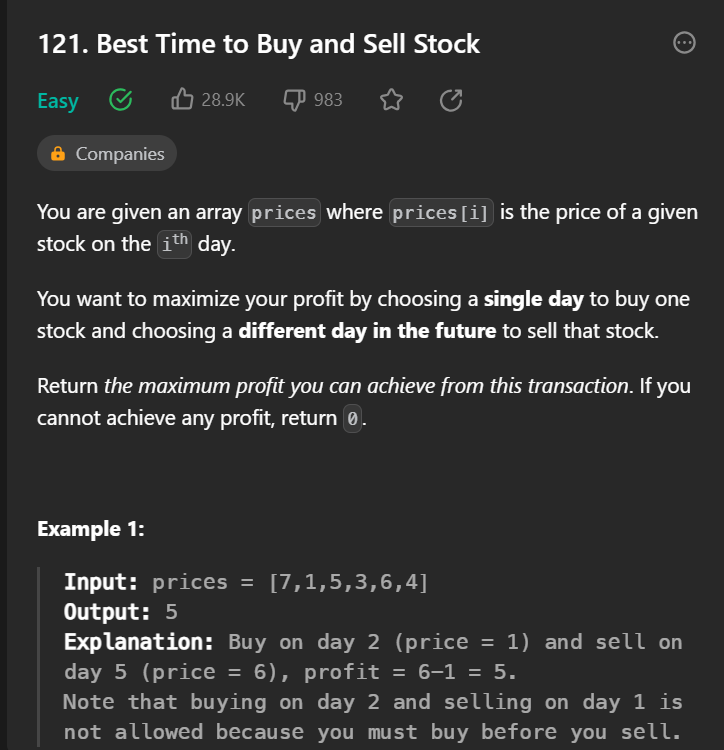 121. Best Time to Buy and Sell Stock
Easy 28.9K 983
Companies
You are given an array prices where prices[i] is the price of a given
stock on the ith day.
You want to maximize your profit by choosing a single day to buy one
stock and choosing a different day in the future to sell that stock.
Return the maximum profit you can achieve from this transaction. If you
cannot achieve any profit, return 0.
Example 1:
Input: prices = [7,1,5,3,6,4]
Output: 5
Explanation: Buy on day 2 (price = 1) and sell on
day 5 (price = 6), profit = 6-1 = 5.
Note that buying on day 2 and selling on day 1 is
not allowed because you must buy before you sell.